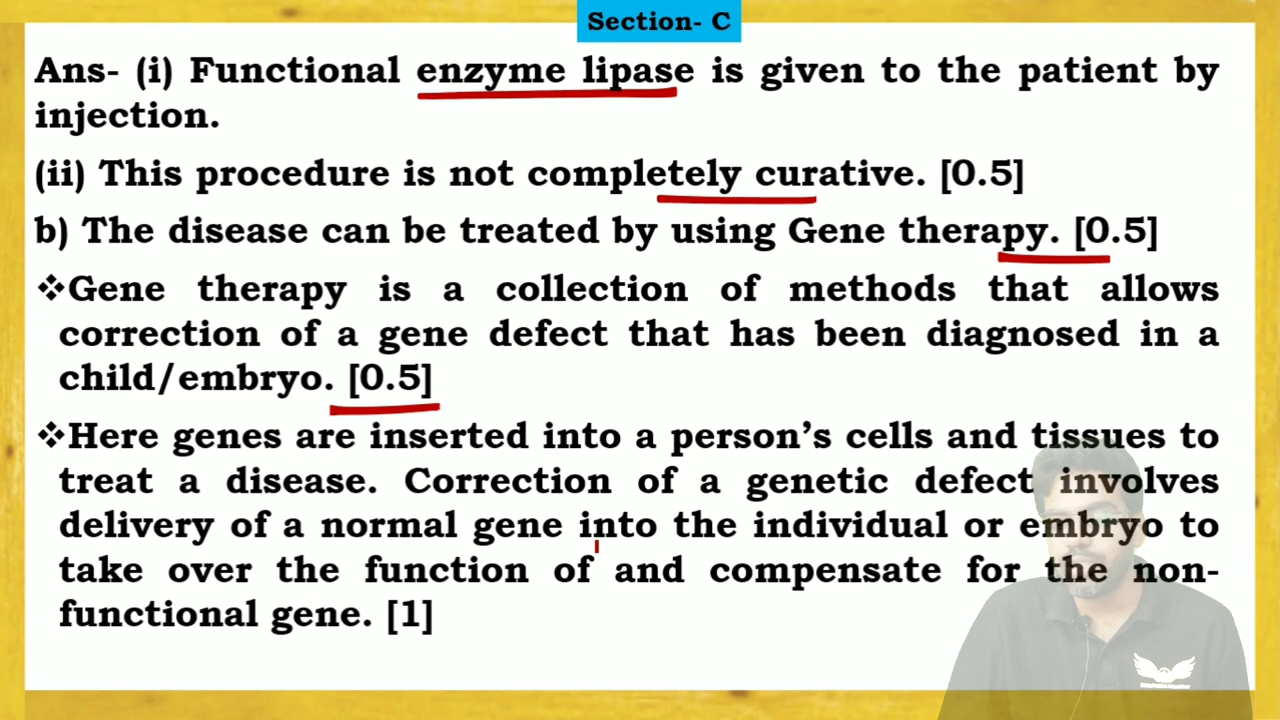 Section- C
Ans- (i) Functional enzyme lipase is given to the patient by
injection.
(ii) This procedure is not completely curative. [0.5]
b) The disease can be treated by using Gene therapy. [0.5]
❖Gene therapy is a collection of methods that allows
correction of a gene defect that has been diagnosed in a
child/embryo. [0.5]
❖Here genes are inserted into a person’s cells and tissues to
treat a disease. Correction of a genetic defect involves
delivery of a normal gene into the individual or embryo to
take over the function of and compensate for the non-
functional gene. [1]